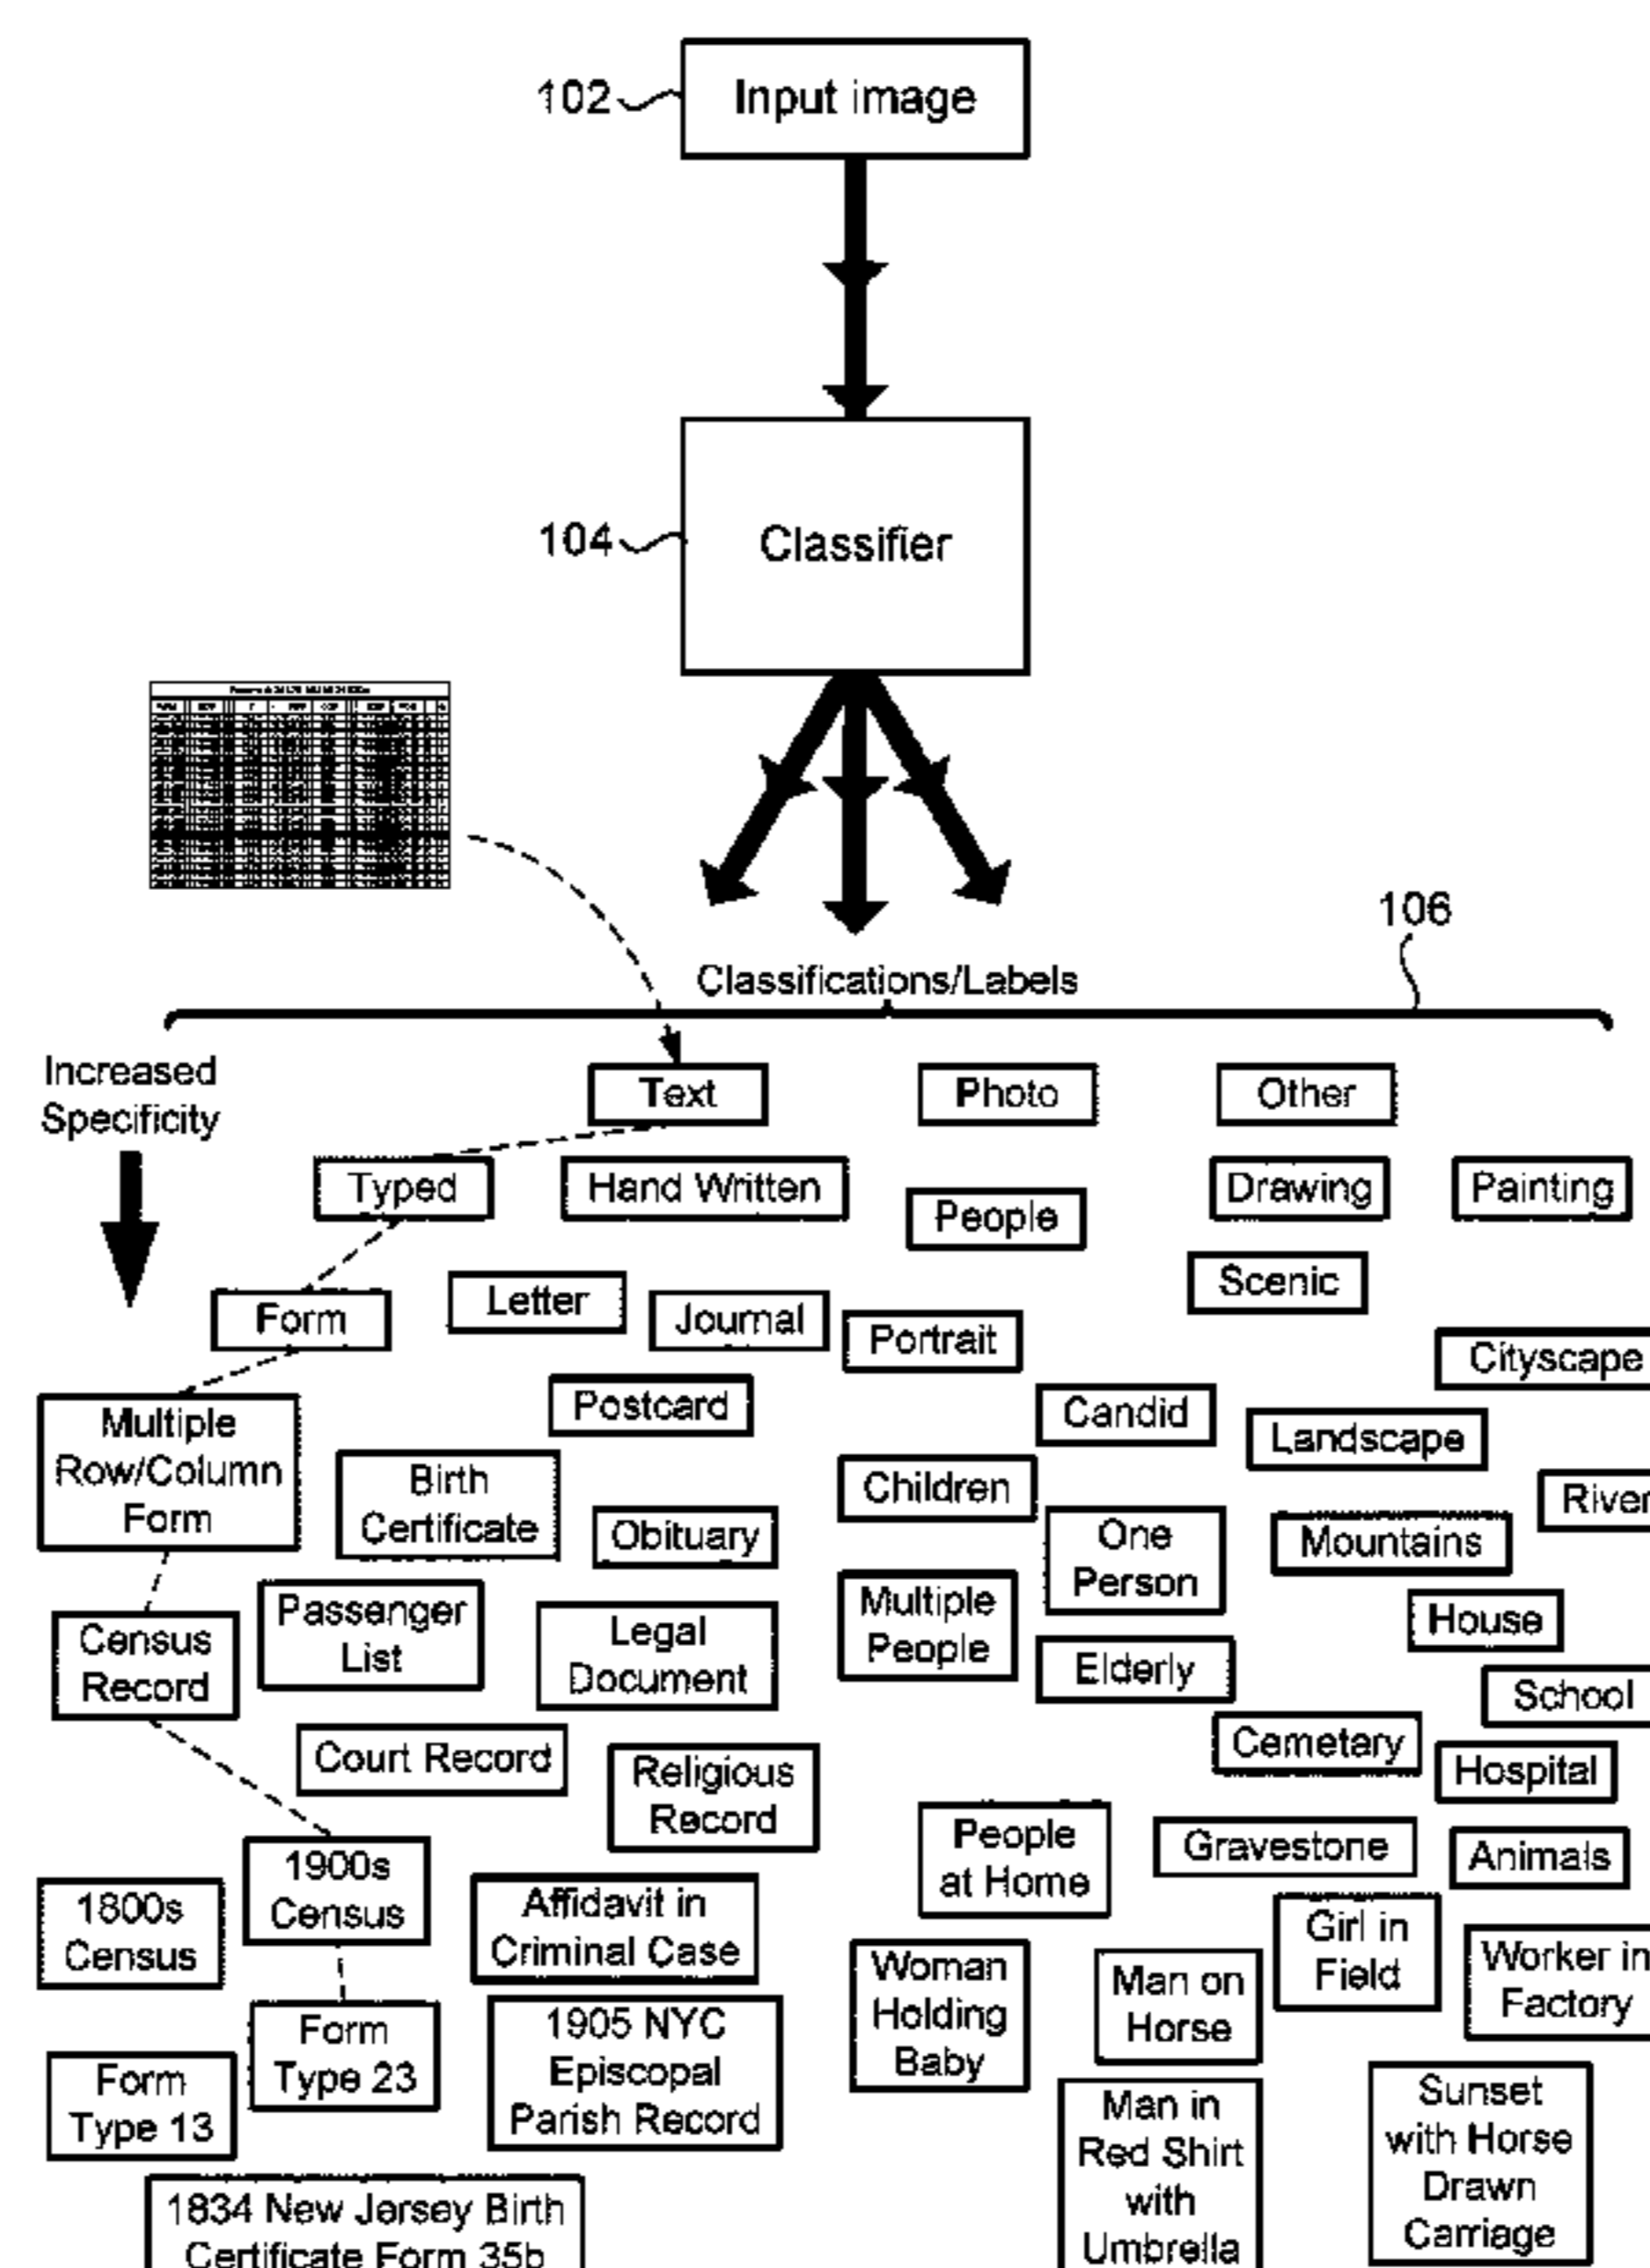 102
Input image
104
Classifier
106
Classifications/Labels
Increased
Specificity
Text
Photo
Other
Typed
Hand Written
People
Drawing
Painting
Scenic
Form
Letter
Journal
Portrait
Cityscape
Postcard
Candid
Landscape
Multiple
Row/Column
Form
Birth
Certificate
Obituary
Children
One
Person
Mountains
River
Census
Record
Passenger
List
Legal
Document
Multiple
People
Elderly
House
School
Court Record
Religious
Record
Cemetary
Hospital
People
at Home
Gravestone
Animals
1800s
Census
1900s
Census
Affidavit in
Criminal Case
Woman
Holding
Baby
Man on
Horse
Girl in
Field
Worker in
Factory
Form
Type 13
Form
Type 23
1905 NYC
Episcopal
Parish Record
Man in
Red Shirt
with
Umbrella
Sunset
with Horse
Drawn
Carriage
1834 New Jersey Birth
Certificate Form 35b